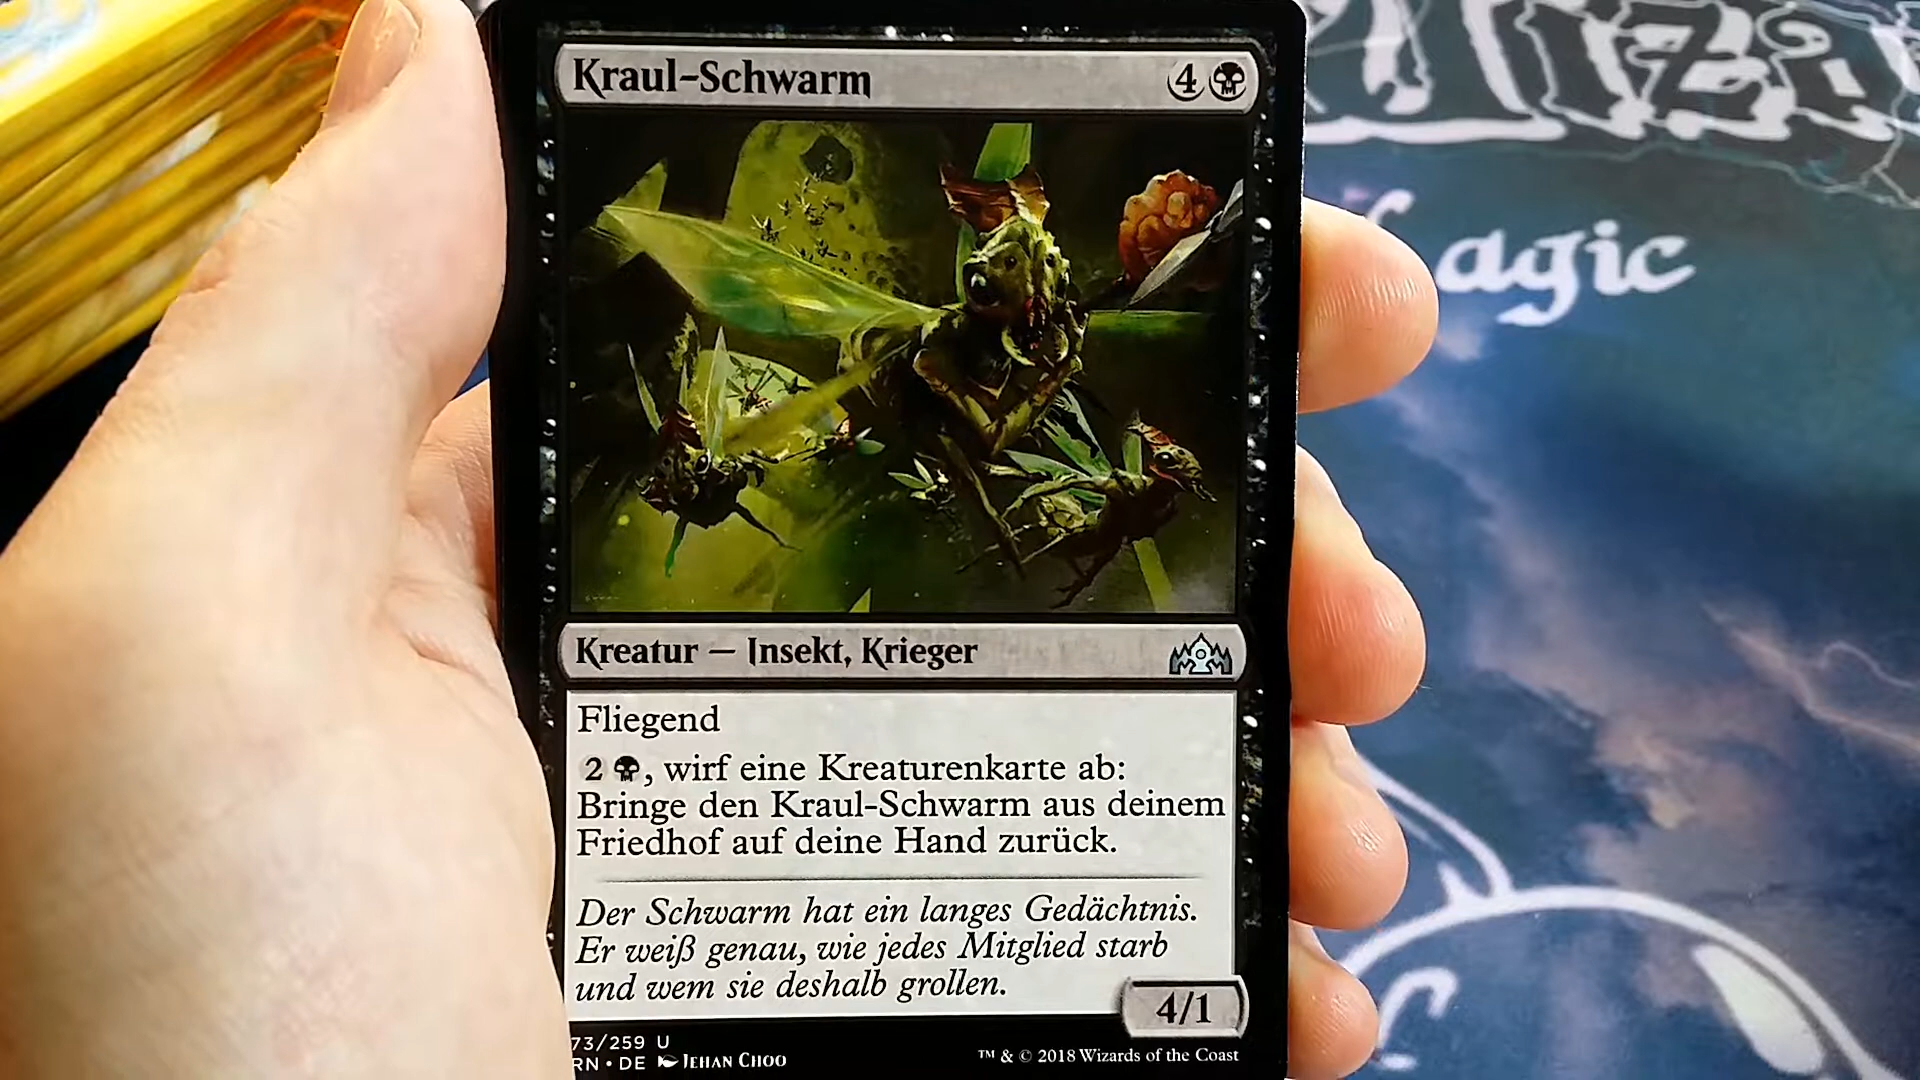 Kraul-Schwarm 4
Kreatur — Insekt, Krieger
Fliegend
2 , wirf eine Kreaturenkarte ab:
Bringe den Kraul-Schwarm aus deinem
Friedhof auf deine Hand zurück.
Der Schwarm hat ein langes Gedächtnis.
Er weiß genau, wie jedes Mitglied starb
und wem sie deshalb grollen.
4/1
73/259 U
RN • DE Jehan Choo
™ & © 2018 Wizards of the Coast
agic